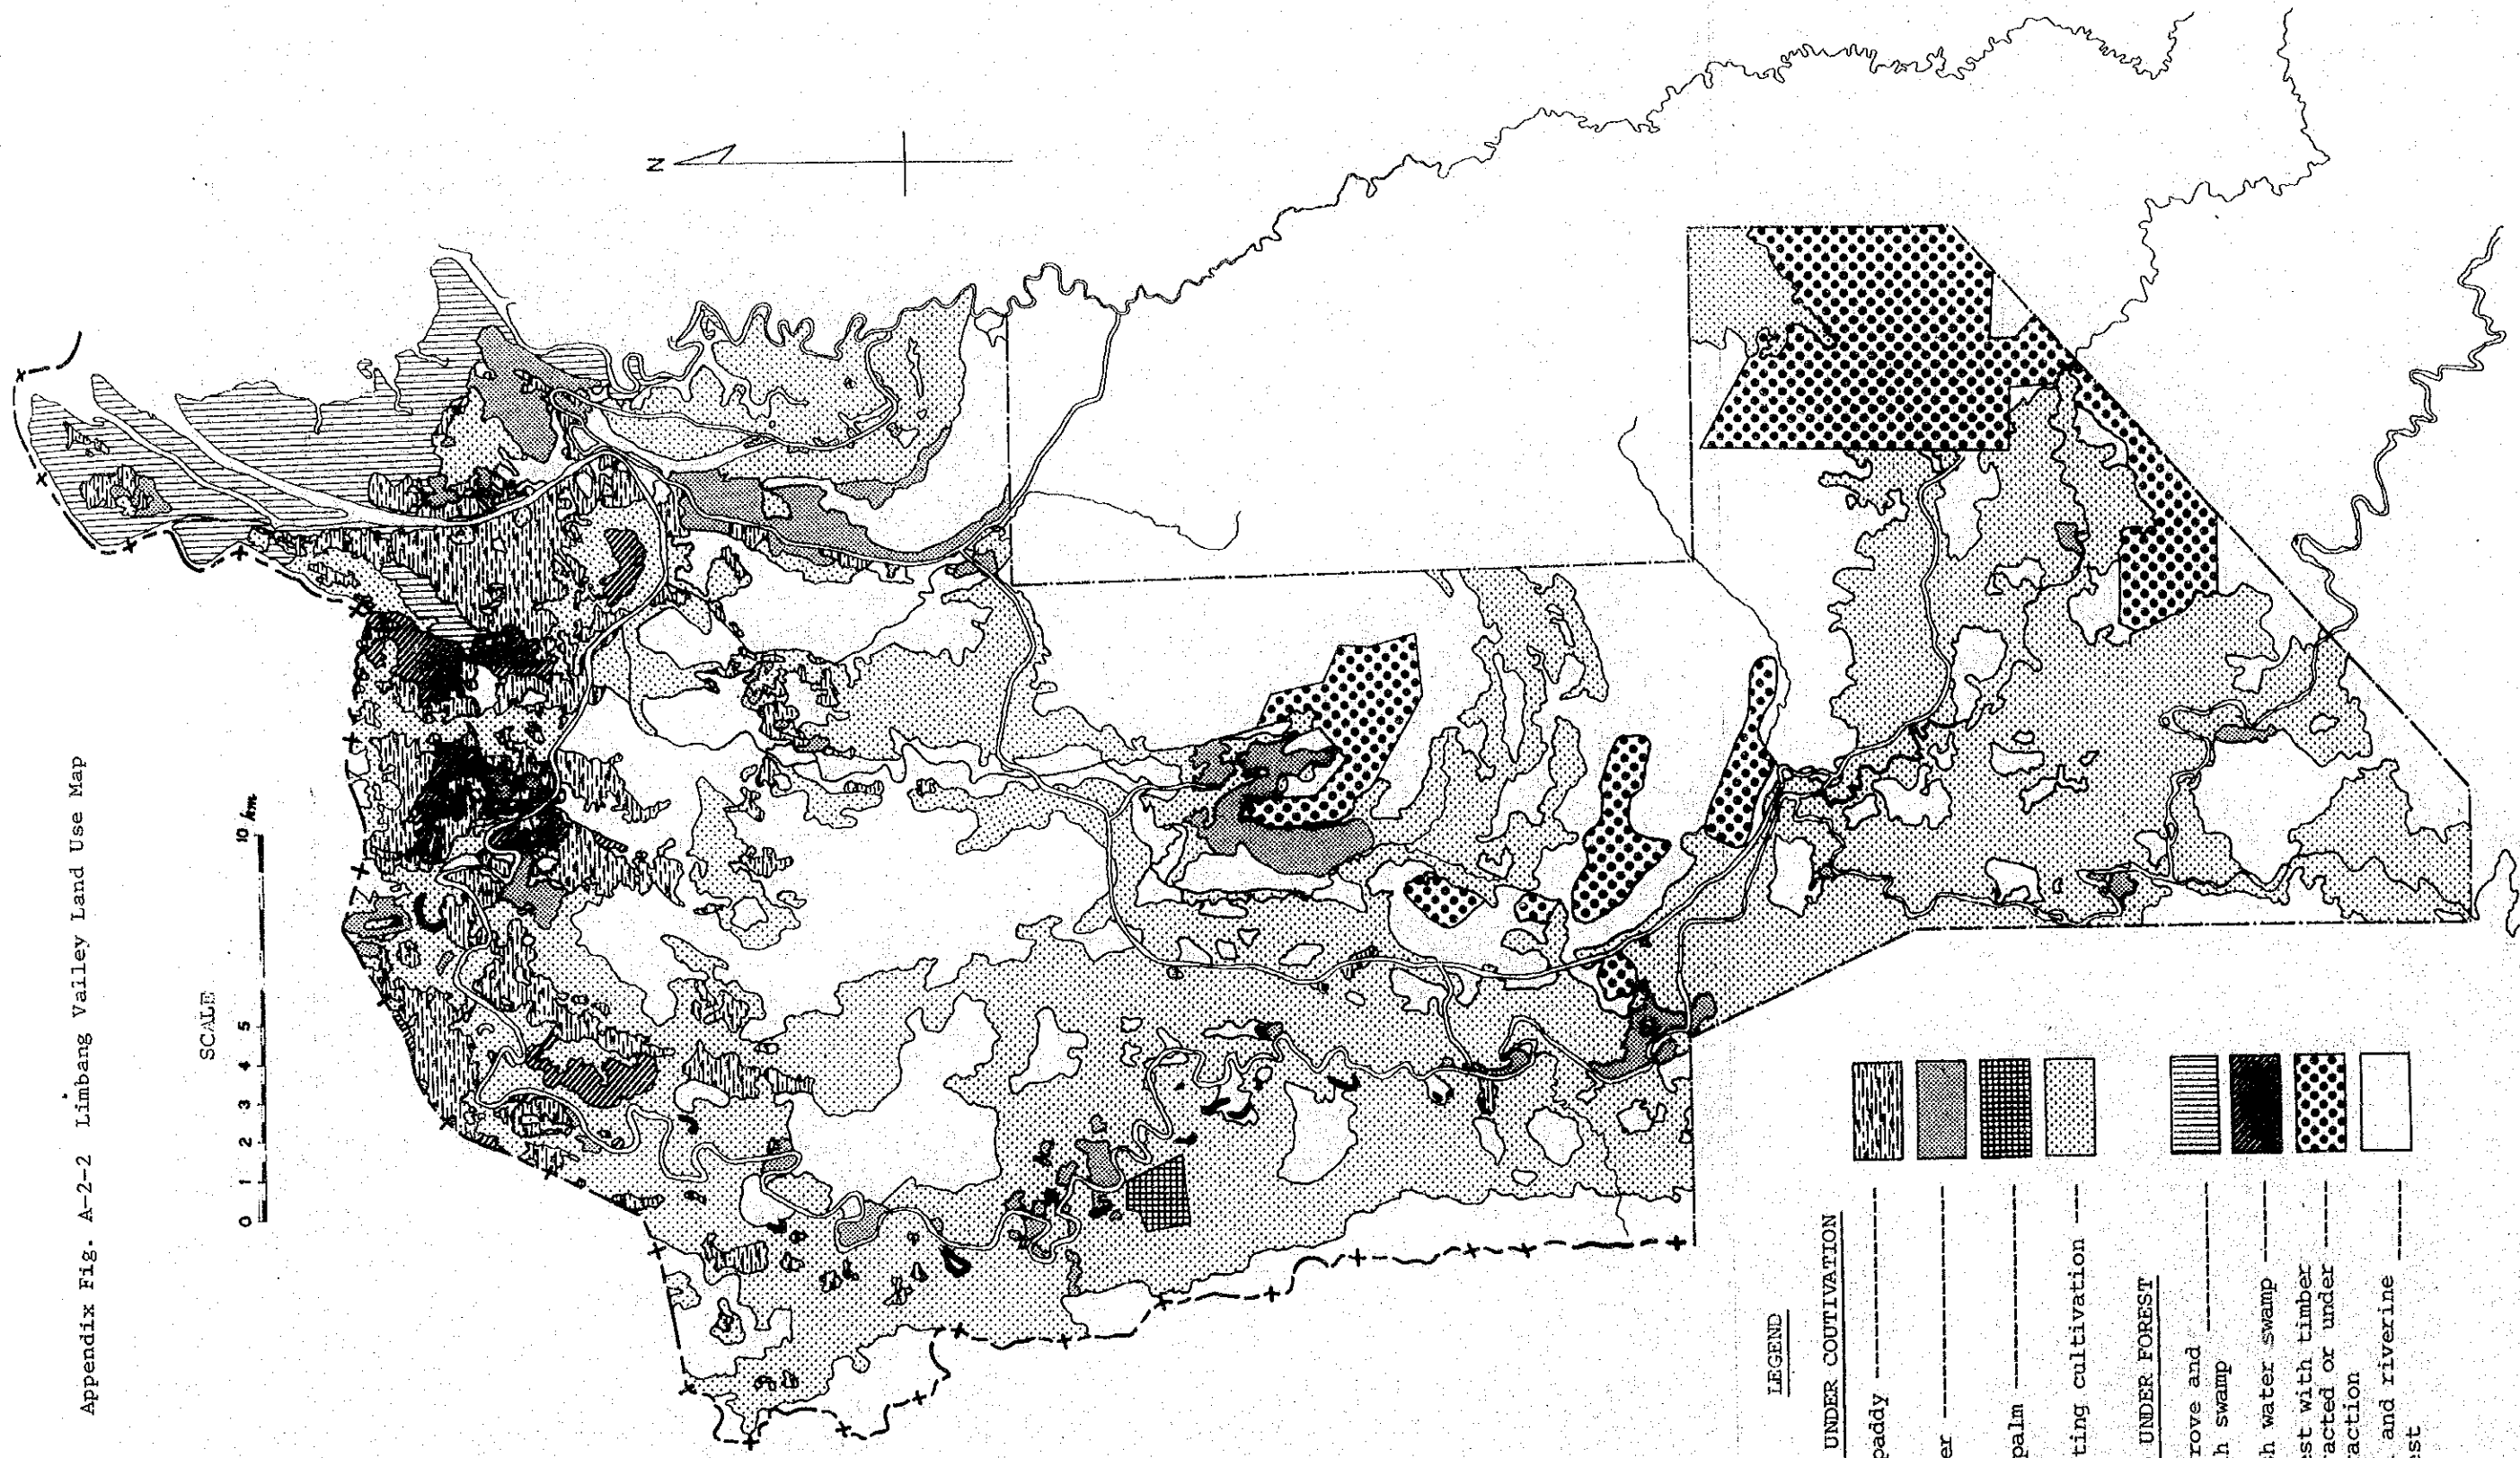 Appendix Fig. A-2-2 Limbang Valley Land Use Map
SCALE
0 1 2 3 4 5 10 km
N
LEGEND
UNDER COUTIVATION
paddy
er
palm
ting cultivation
UNDER FOREST
rove and
h swamp
h water swamp
est with timber
racted or under
action
and riverine
est